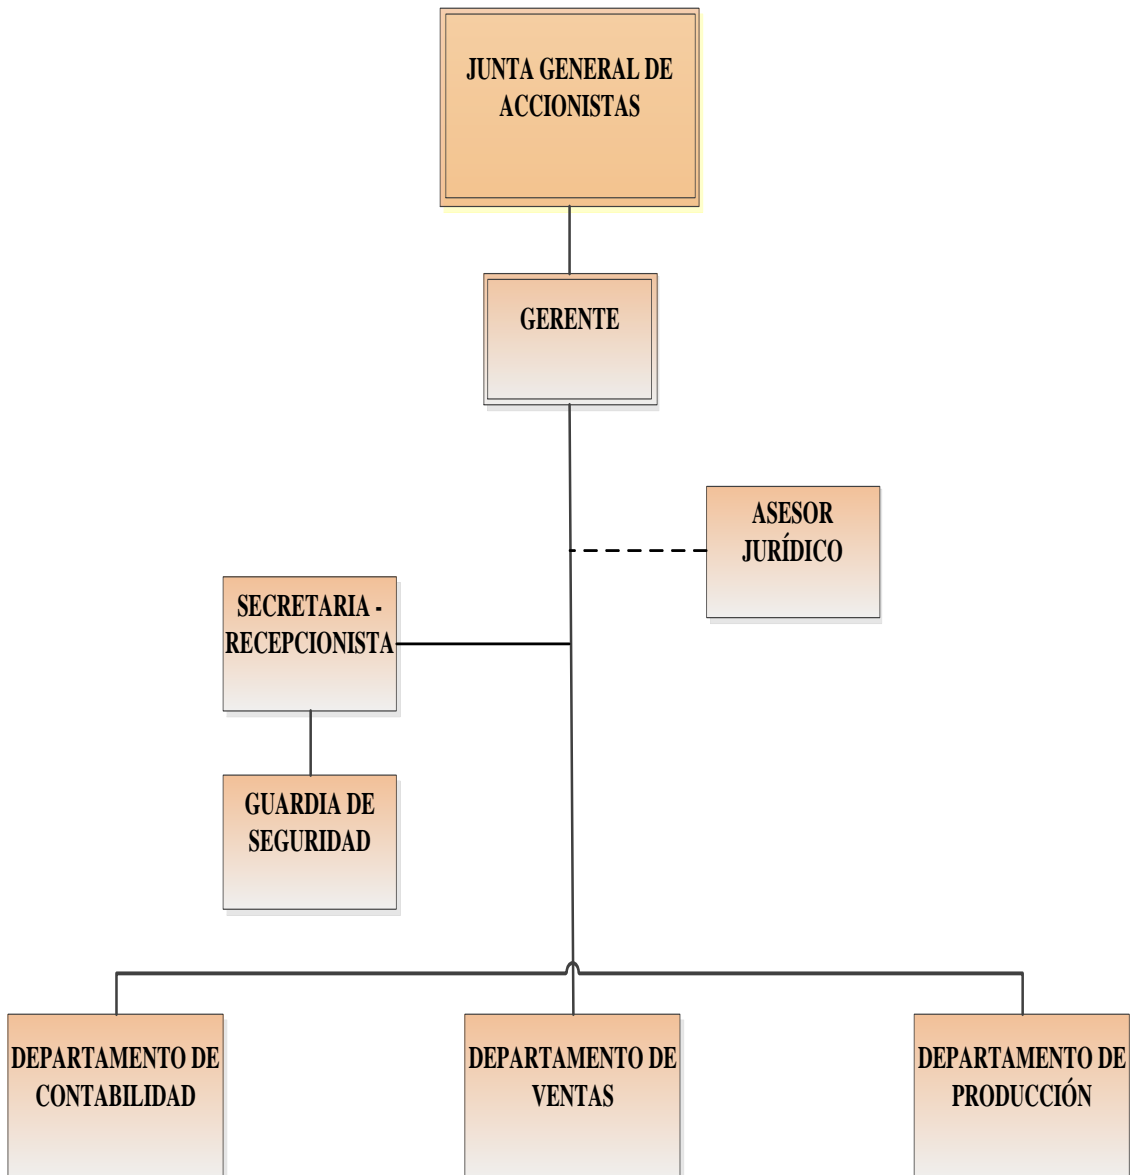 JUNTA GENERAL DE
ACCIONISTAS
GERENTE
ASESOR
JURÍDICO
SECRETARIA -
RECEPCIONISTA
GUARDIA DE
SEGURIDAD
DEPARTAMENTO DE
CONTABILIDAD
DEPARTAMENTO DE
VENTAS
DEPARTAMENTO DE
PRODUCCIÓN